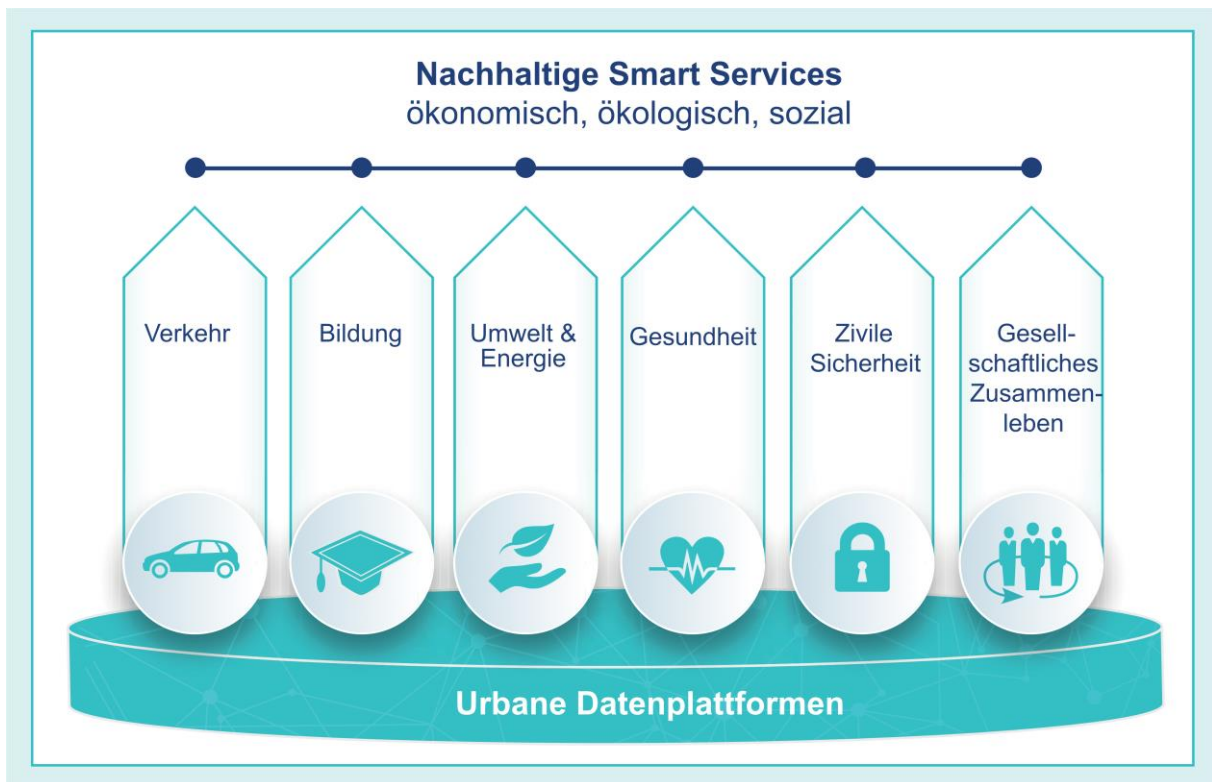 Nachhaltige Smart Services
ökonomisch, ökologisch, sozial
Verkehr
Bildung
Umwelt &
Energie
Gesundheit
Zivile
Sicherheit
Gesell-
schaftliches
Zusammen-
leben
Urbane Datenplattformen